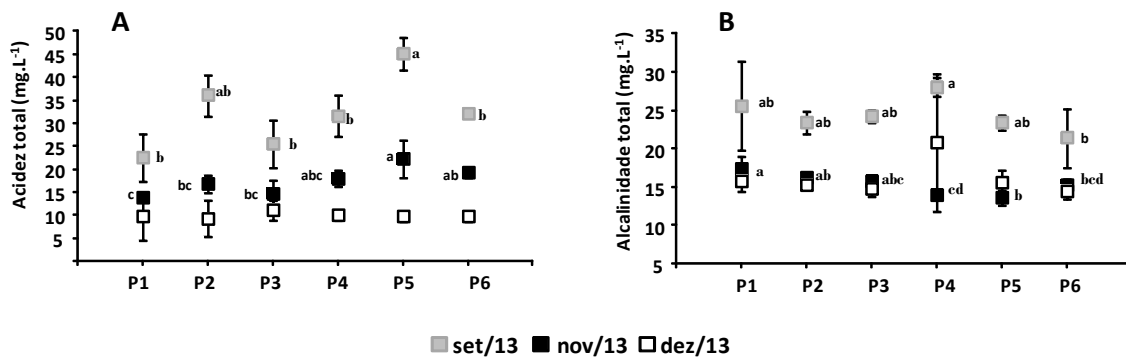 A
Acidez total (mg.L-1)
50
45
40
35
30
25
20
15
10
5
b
ab
b
b
a
b
c
bc
bc
abc
a
ab
P1 P2 P3 P4 P5 P6
B
Alcalinidade total (mg.L-1)
35
30
25
20
15
10
5
ab
ab
ab
a
ab
b
a
ab
abc
cd
b
bcd
P1 P2 P3 P4 P5 P6
set/13 nov/13 dez/13